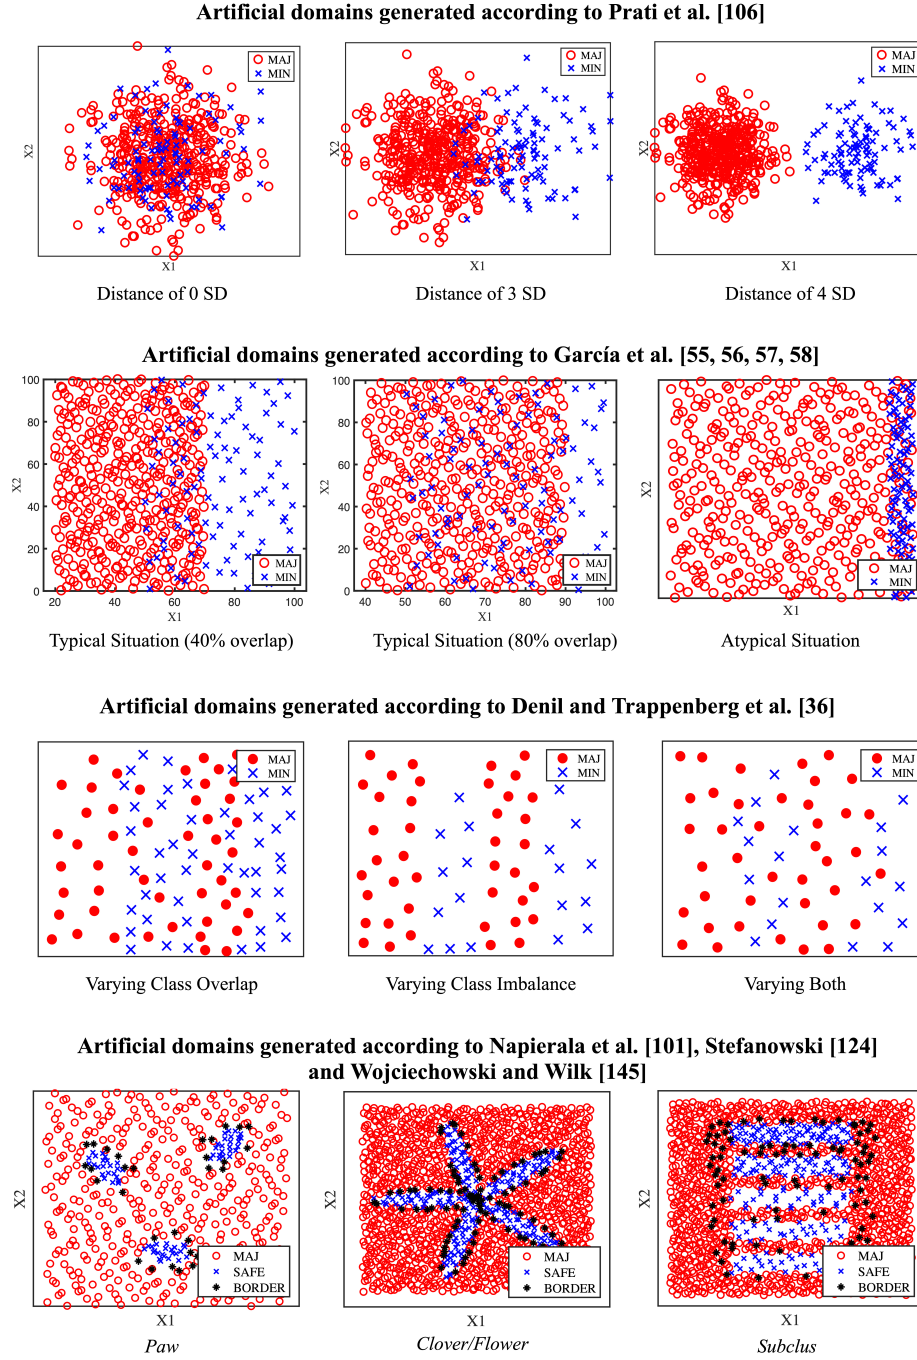 Artificial domains generated according to Prati et al. [106]
MAJ
MIN
MAJ
MIN
MAJ
MIN
X2
X2
X2
X1
X1
X1
Distance of 0 SD
Distance of 3 SD
Distance of 4 SD
Artificial domains generated according to García et al. [55, 56, 57, 58]
100
80
60
40
20
0
X2
MAJ
MIN
20
40
60
80
100
X1
100
80
60
40
20
0
X2
MAJ
MIN
40
50
60
70
80
90
100
X1
X2
MAJ
MIN
X1
Typical Situation (40% overlap)
Typical Situation (80% overlap)
Atypical Situation
Artificial domains generated according to Denil and Trappenberg et al. [36]
MAJ
MIN
MAJ
MIN
MAJ
MIN
Varying Class Overlap
Varying Class Imbalance
Varying Both
Artificial domains generated according to Napierala et al. [101], Stefanowski [124]
and Wojciechowski and Wilk [145]
X2
MAJ
SAFE
BORDER
X1
X2
MAJ
SAFE
BORDER
X1
X2
MAJ
SAFE
BORDER
X1
Paw
Clover/Flower
Subclus